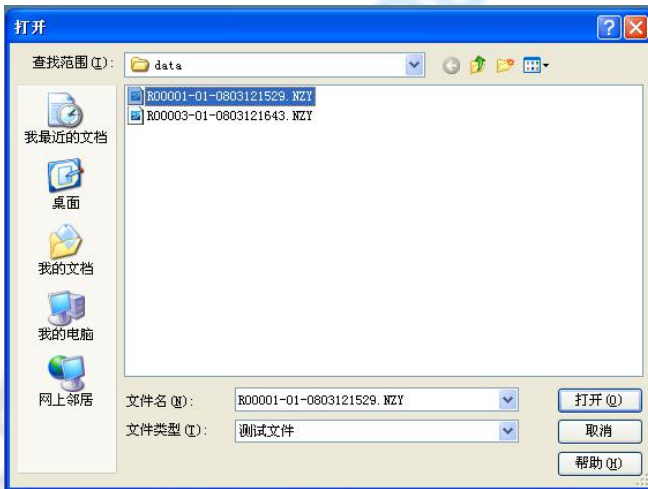 打开
查找范围(I):
data
R00001-01-0803121529.NZY
R00003-01-0803121643.NZY
我最近的文档
桌面
我的文档
我的电脑
网上邻居
文件名(N):
R00001-01-0803121529.NZY
打开(O)
文件类型(T):
测试文件
取消
帮助(H)